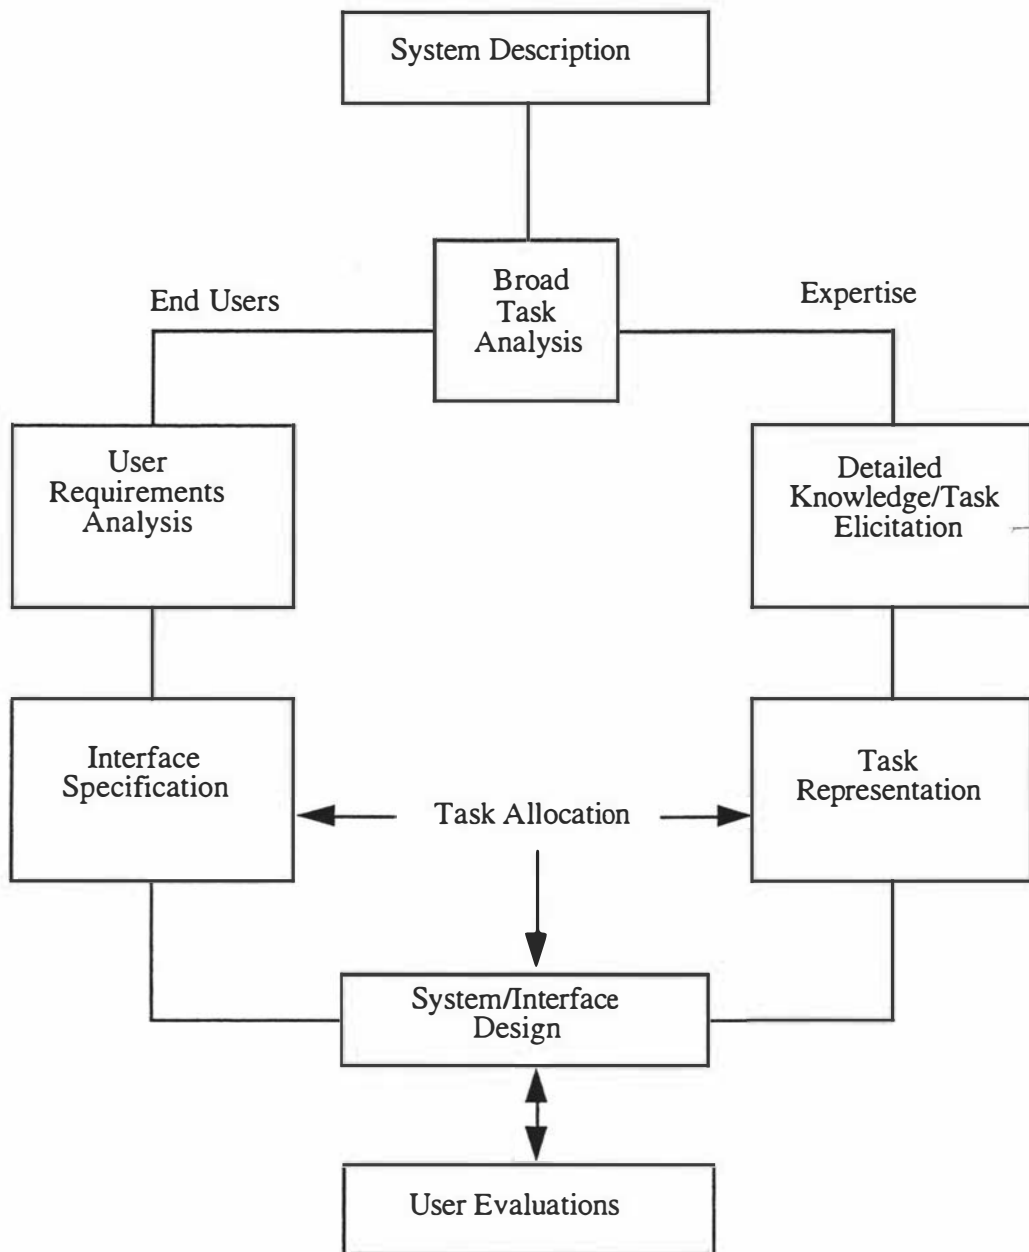 System Description
Broad
Task
Analysis
End Users
Expertise
User
Requirements
Analysis
Detailed
Knowledge/Task
Elicitation
Interface
Specification
Task
Representation
Task Allocation
System/Interface
Design
User Evaluations